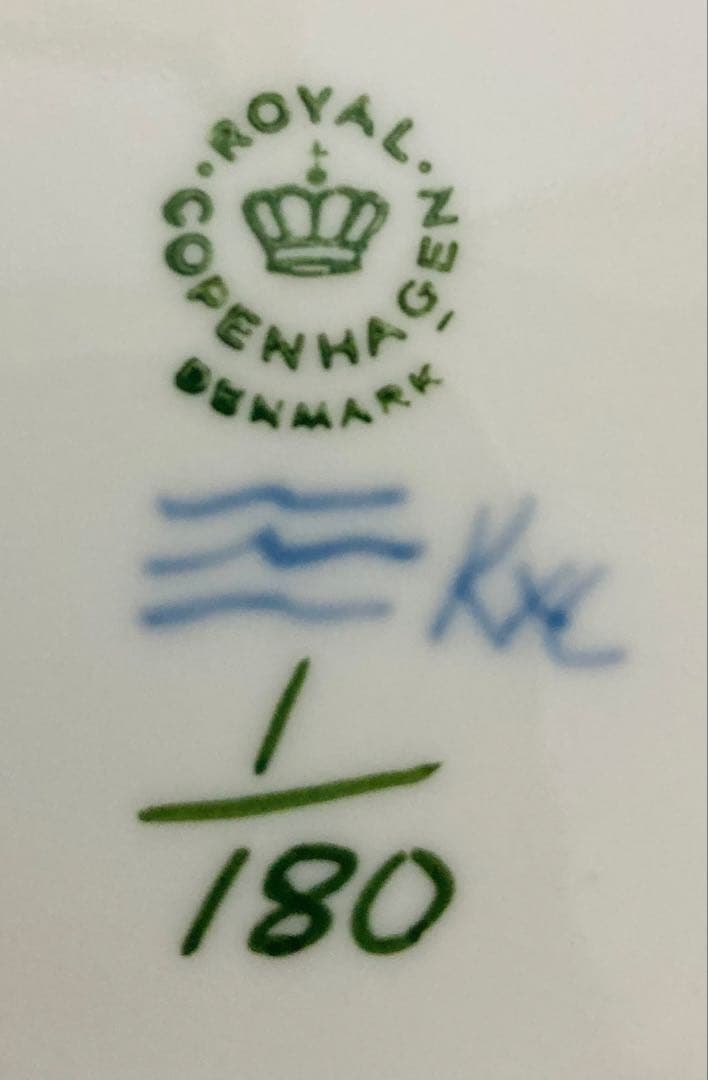 ROYAL
COPENHAGEN
DENMARK
1
180